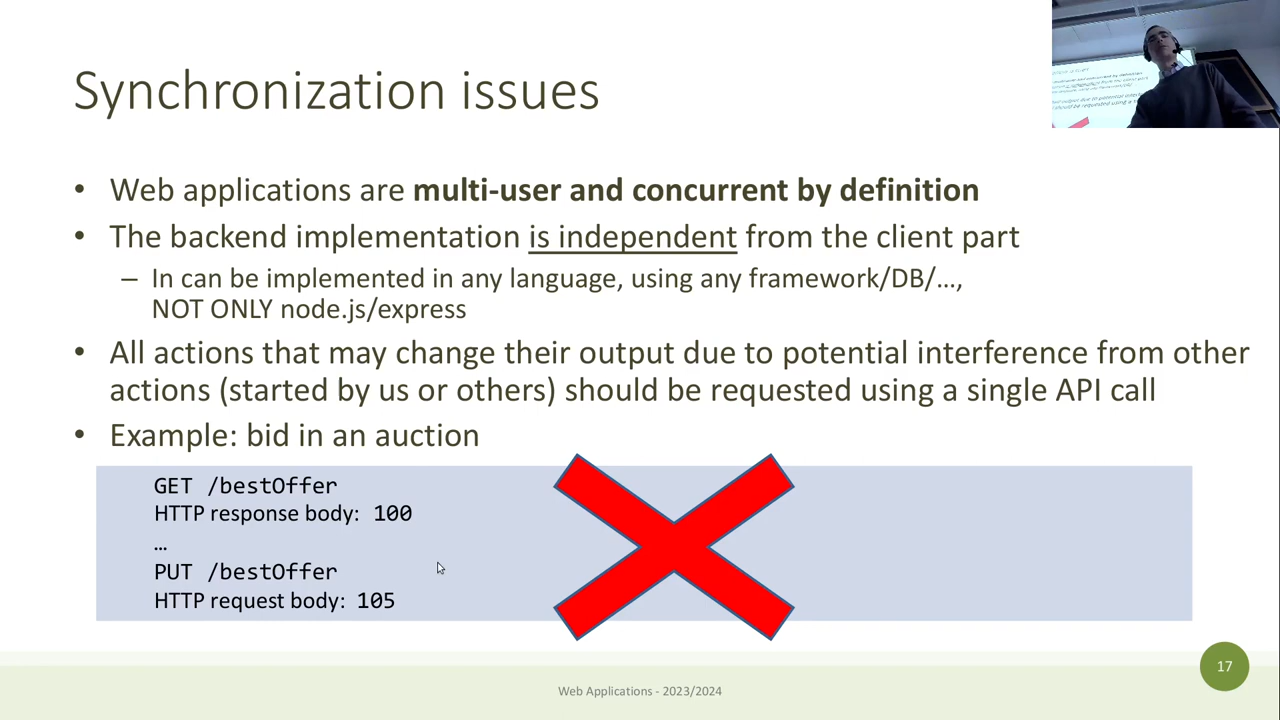 Synchronization issues
• Web applications are multi-user and concurrent by definition
• The backend implementation is independent from the client part
– In can be implemented in any language, using any framework/DB/…,
NOT ONLY node.js/express
• All actions that may change their output due to potential interference from other
actions (started by us or others) should be requested using a single API call
• Example: bid in an auction
GET /bestOffer
HTTP response body: 100
…
PUT /bestOffer
HTTP request body: 105
17
Web Applications - 2023/2024